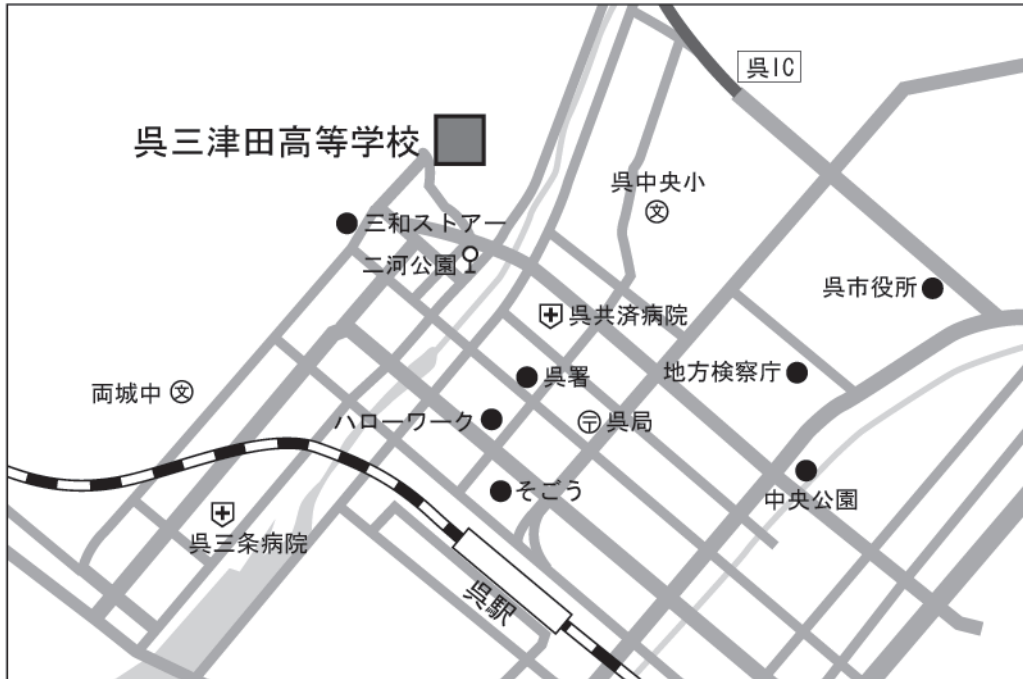 呉IC
呉三津田高等学校
呉中央小
三和ストアー
二河公園
呉市役所
呉共済病院
地方検察庁
呉署
両城中
ハローワーク
呉局
そごう
中央公園
呉三条病院
呉駅